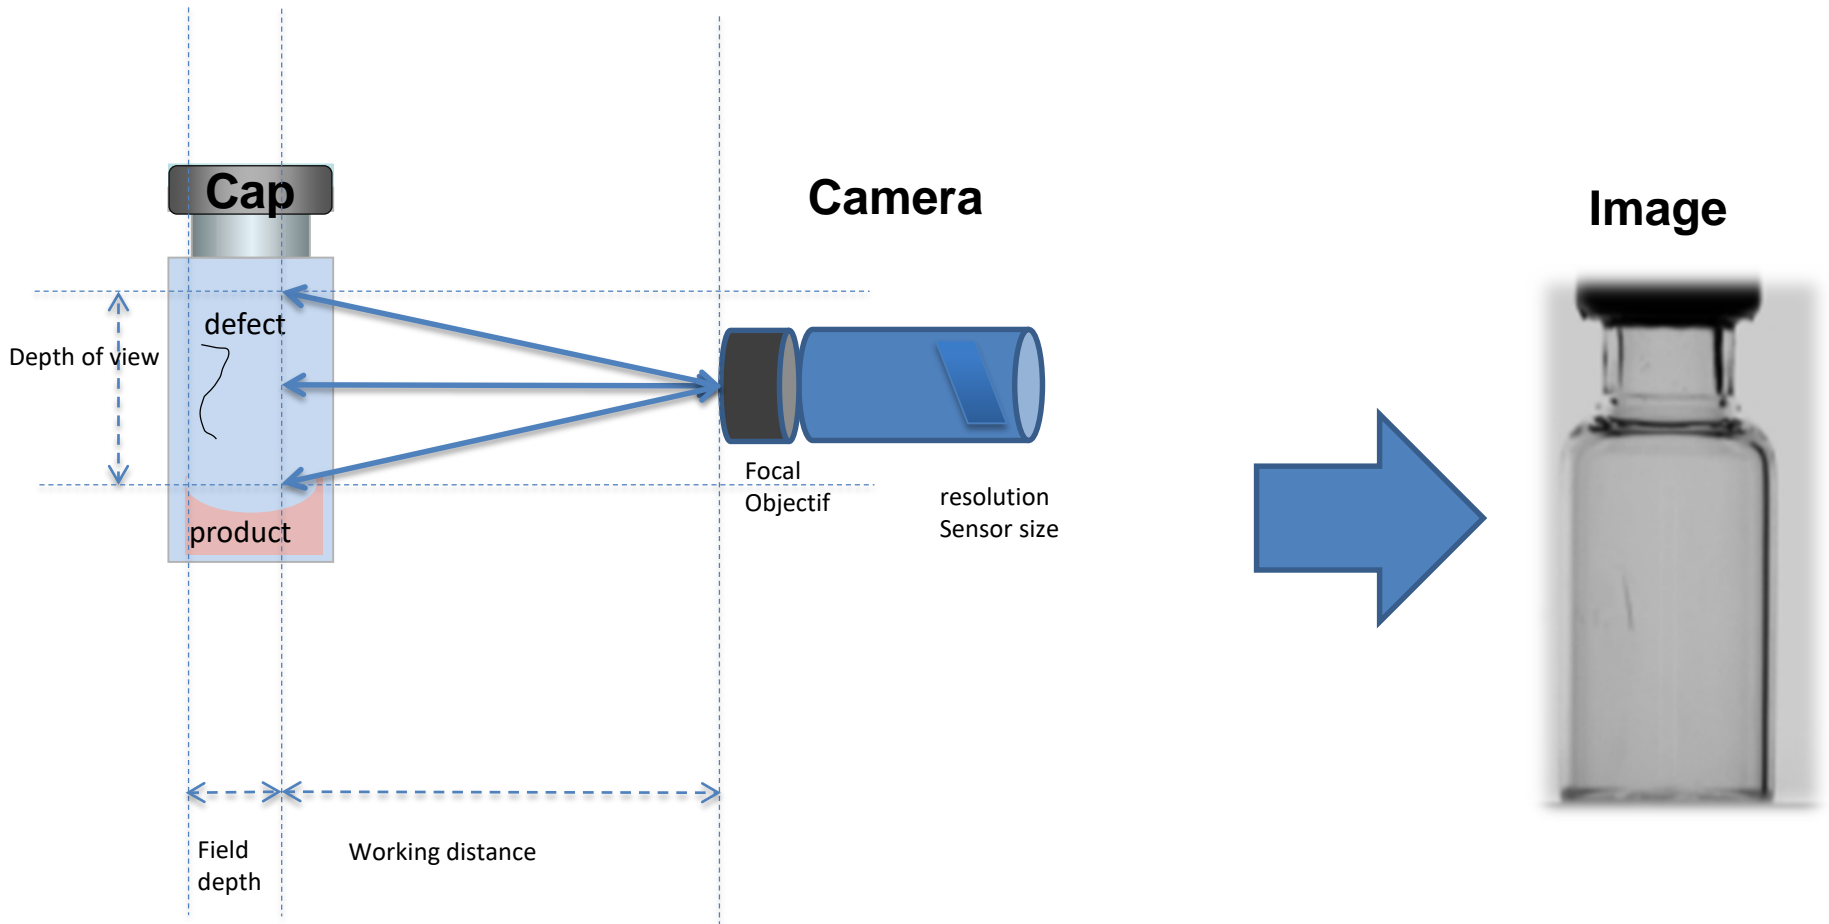 Cap
Camera
Image
defect
Depth of view
Focal
Objectif
resolution
Sensor size
product
Field
depth
Working distance